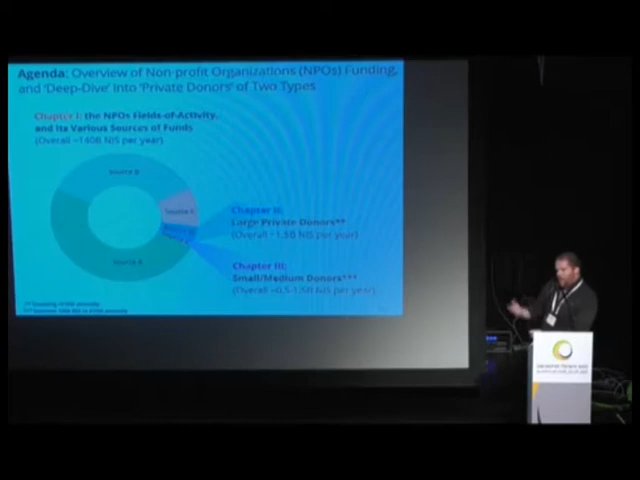 Agenda: Overview of Non-profit Organizations (NPOs) Funding,
and 'Deep-Dive' Into 'Private Donors' of Two Types
Chapter I: the NPOs Fields-of-Activity,
and Its Various Sources of Funds
(Overall ~140B NIS per year)
Source B
Source C
Chapter II:
Large Private Donors**
(Overall ~1.5B NIS per year)
Source A
Chapter III:
Small/Medium Donors***
(Overall ~0.5-1.5B NIS per year)